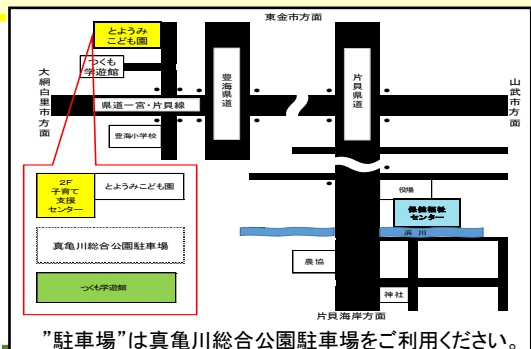 東金市方面
とようみ
こども園
つくも
学遊館
大網白里市方面
豊海県道
片貝県道
山武市方面
県道一宮・片貝線
豊海小学校
2F
子育て
支援
センター
とようみこども園
役場
保健福祉
センター
浜川
真亀川総合公園駐車場
農協
つくも学遊館
神社
片貝海岸方面
”駐車場”は真亀川総合公園駐車場をご利用ください。